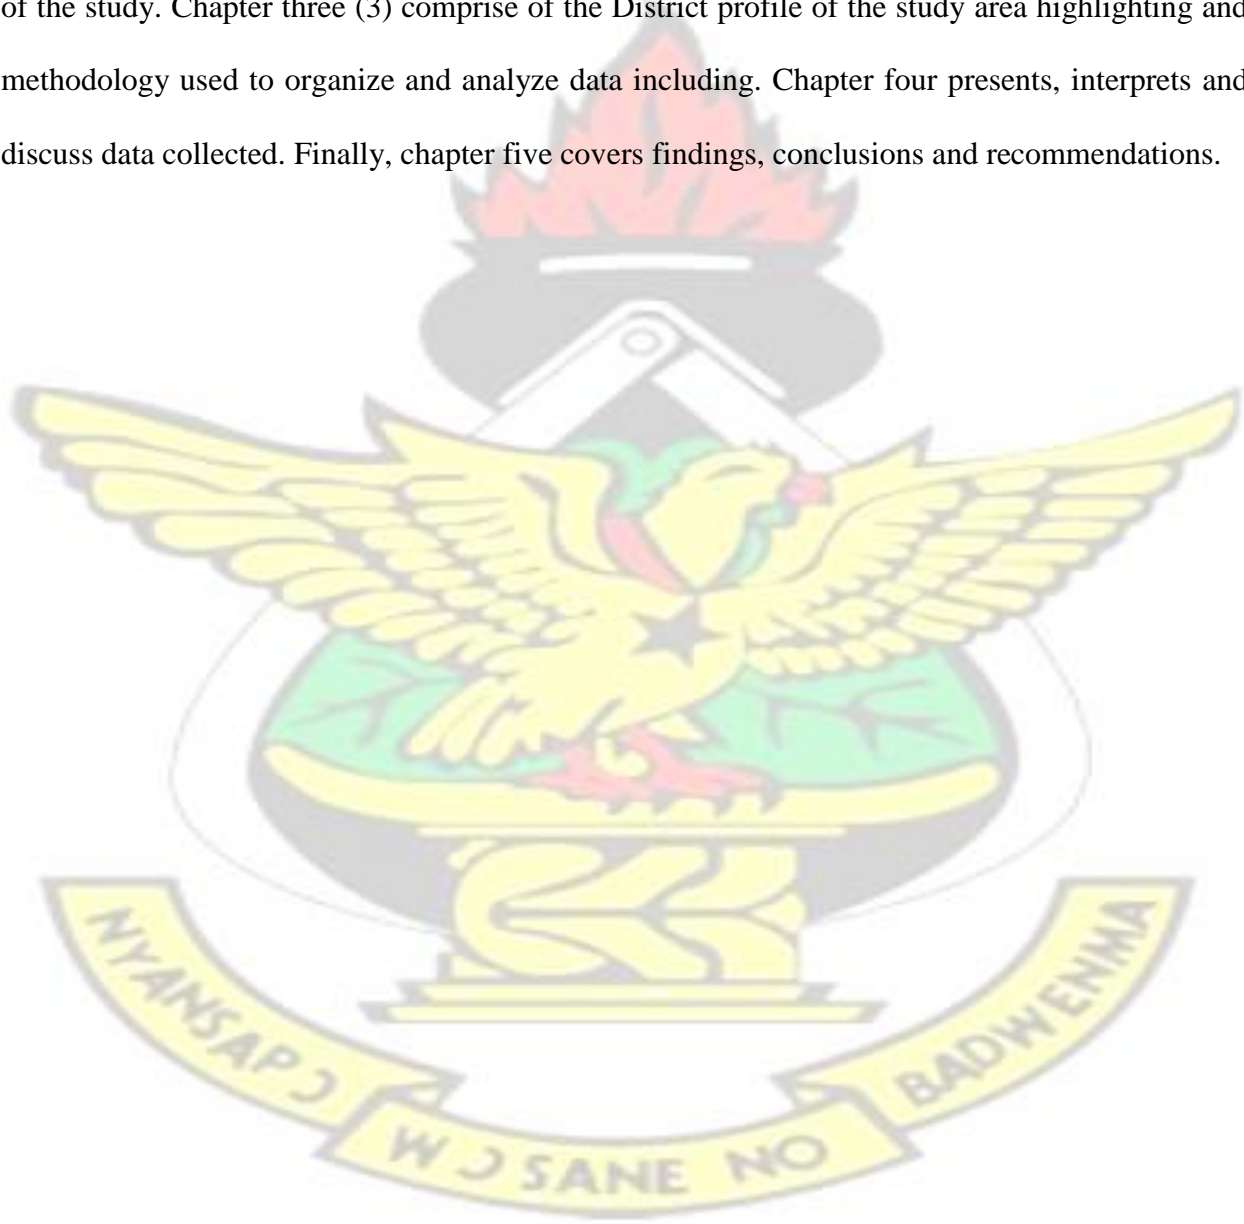 of the study. Chapter three (3) comprise of the District profile of the study area highlighting and
methodology used to organize and analyze data including. Chapter four presents, interprets and
discuss data collected. Finally, chapter five covers findings, conclusions and recommendations.
NYANSAPƆ
WƆ SANE NO
BADWENMA